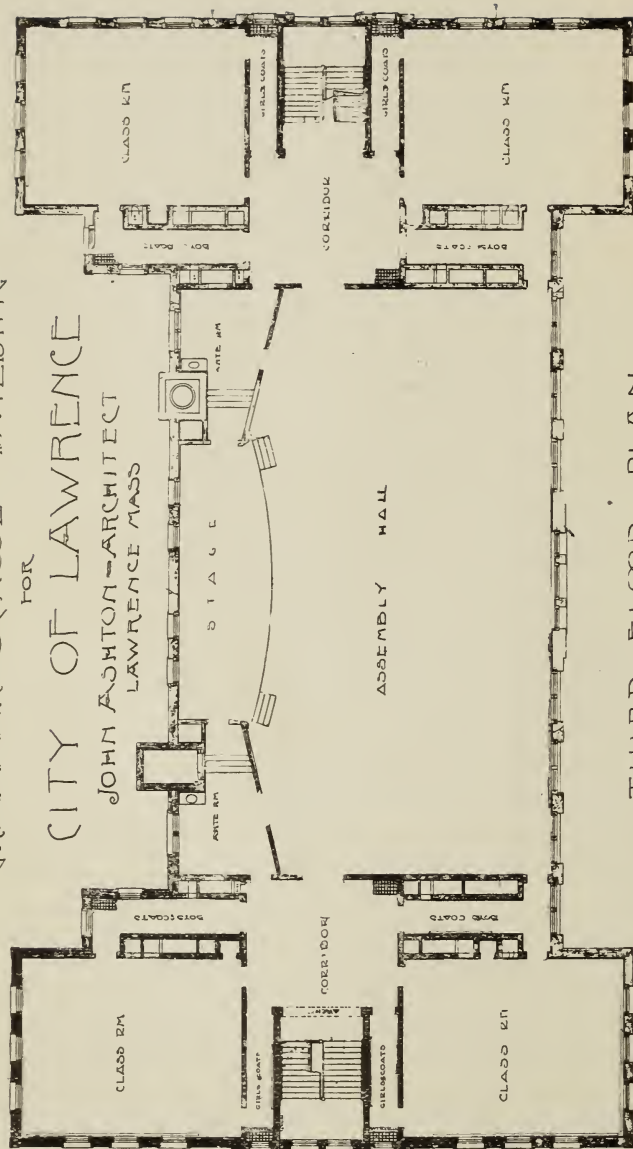 FOR
CITY OF LAWRENCE
JOHN ASHTON-ARCHITECT
LAWRENCE MASS
CLASS RM
CLASS RM
BOYS COATS
BOYS COATS
ANTE RM
STAGE
ANTE RM
GIRLS COATS
GIRLS COATS
ARCH
CORRIDOR
CORRIDOR
ASSEMBLY HALL
GIRLS COATS
GIRLS COATS
BOYS COATS
BOYS COATS
CLASS RM
CLASS RM
THIRD FLOOR PLAN